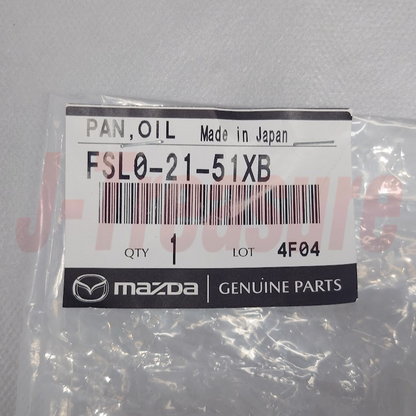 PAN,OIL Made in Japan
FSL0-21-51XB
QTY 1 LOT 4F04
mazda GENUINE PARTS
J-Treasure